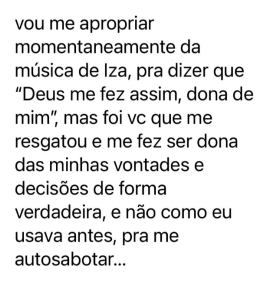 vou me apropriar
momentaneamente da
música de Iza, pra dizer que
“Deus me fez assim, dona de
mim”, mas foi vc que me
resgatou e me fez ser dona
das minhas vontades e
decisões de forma
verdadeira, e não como eu
usava antes, pra me
autosabotar...